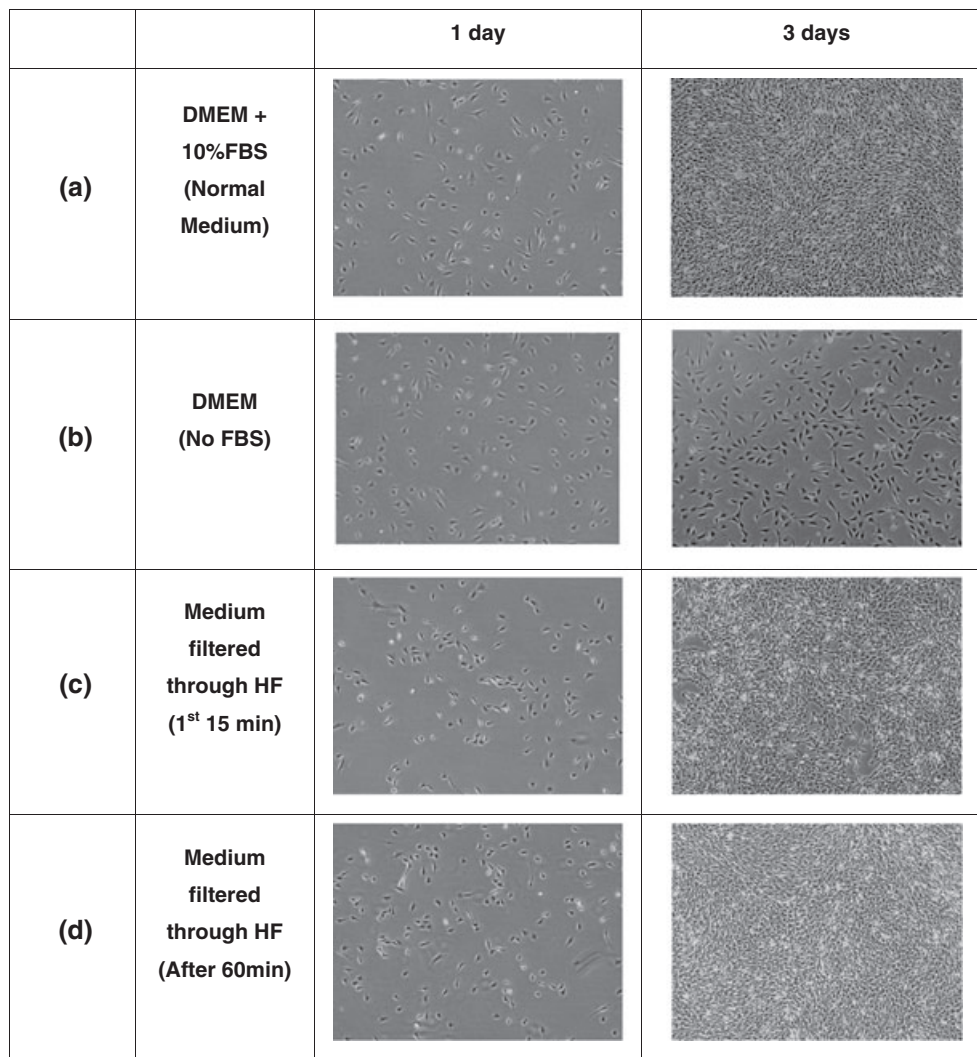 1 day
3 days
(a)
DMEM +
10%FBS
(Normal
Medium)
(b)
DMEM
(No FBS)
(c)
Medium
filtered
through HF
(1st 15 min)
(d)
Medium
filtered
through HF
(After 60min)